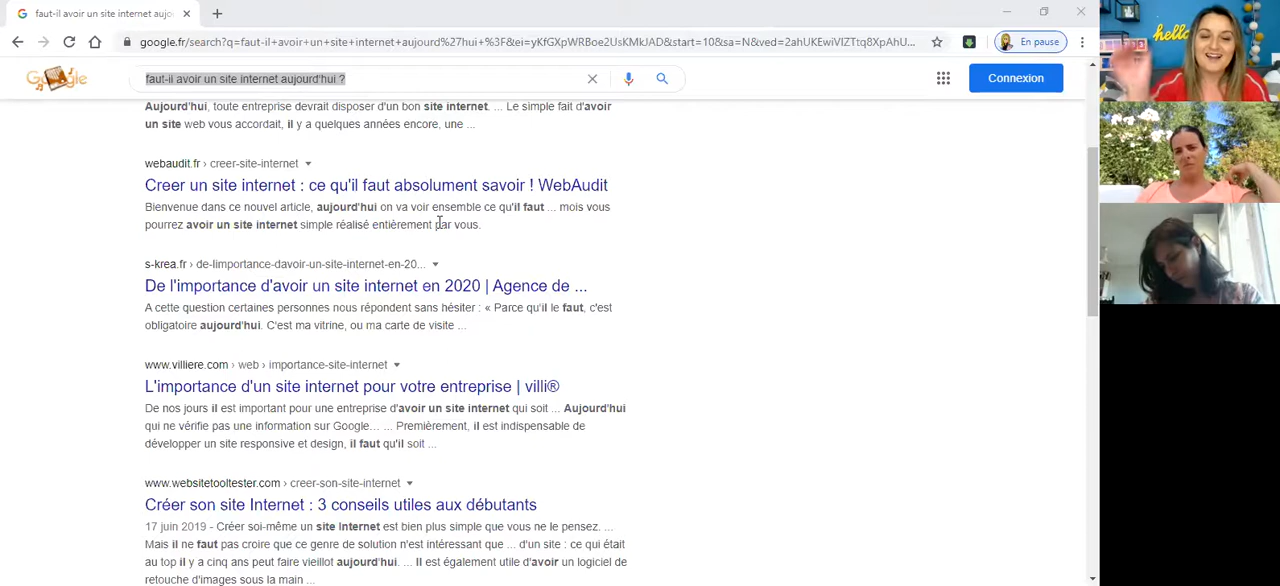 faut-il avoir un site internet aujou
google.fr/search?q=faut-il+avoir+un+site+internet+aujourd%27hui+%3F&sxsrf
En pause
faut-il avoir un site internet aujourd'hui ?
Connexion
Aujourd'hui, toute entreprise devrait disposer d'un bon site internet. ... Le simple fait d'avoir
un site web vous accordait, il y a quelques années encore, une ...
webaudit.fr › creer-site-internet
Creer un site internet : ce qu'il faut absolument savoir ! WebAudit
Bienvenue dans ce nouvel article, aujourd'hui on va voir ensemble ce qu'il faut ... mois vous
pourrez avoir un site internet simple réalisé entièrement par vous.
s-krea.fr › de-limportance-davoir-un-site-internet-en-20...
De l'importance d'avoir un site internet en 2020 | Agence de ...
A cette question certaines personnes nous répondent sans hésiter : « Parce qu'il le faut, c'est
obligatoire aujourd'hui. C'est ma vitrine, ou ma carte de visite ...
www.villiere.com › web › importance-site-internet
L'importance d'un site internet pour votre entreprise | villi®
De nos jours il est important pour une entreprise d'avoir un site internet qui soit ... Aujourd'hui
qui ne vérifie pas une information sur Google... ... Premièrement, il est indispensable de
développer un site responsive et design, il faut qu'il soit ...
www.websitetooltester.com › creer-son-site-internet
Créer son site Internet : 3 conseils utiles aux débutants
17 juin 2019 - Créer soi-même un site Internet est bien plus simple que vous ne le pensez. ...
Mais il ne faut pas croire que ce genre de solution n'est intéressant que ... d'un site : ce qui était
au top il y a cinq ans peut faire vieillot aujourd'hui. ... Il est également utile d'avoir un logiciel de
retouche d'images sous la main ...
hello